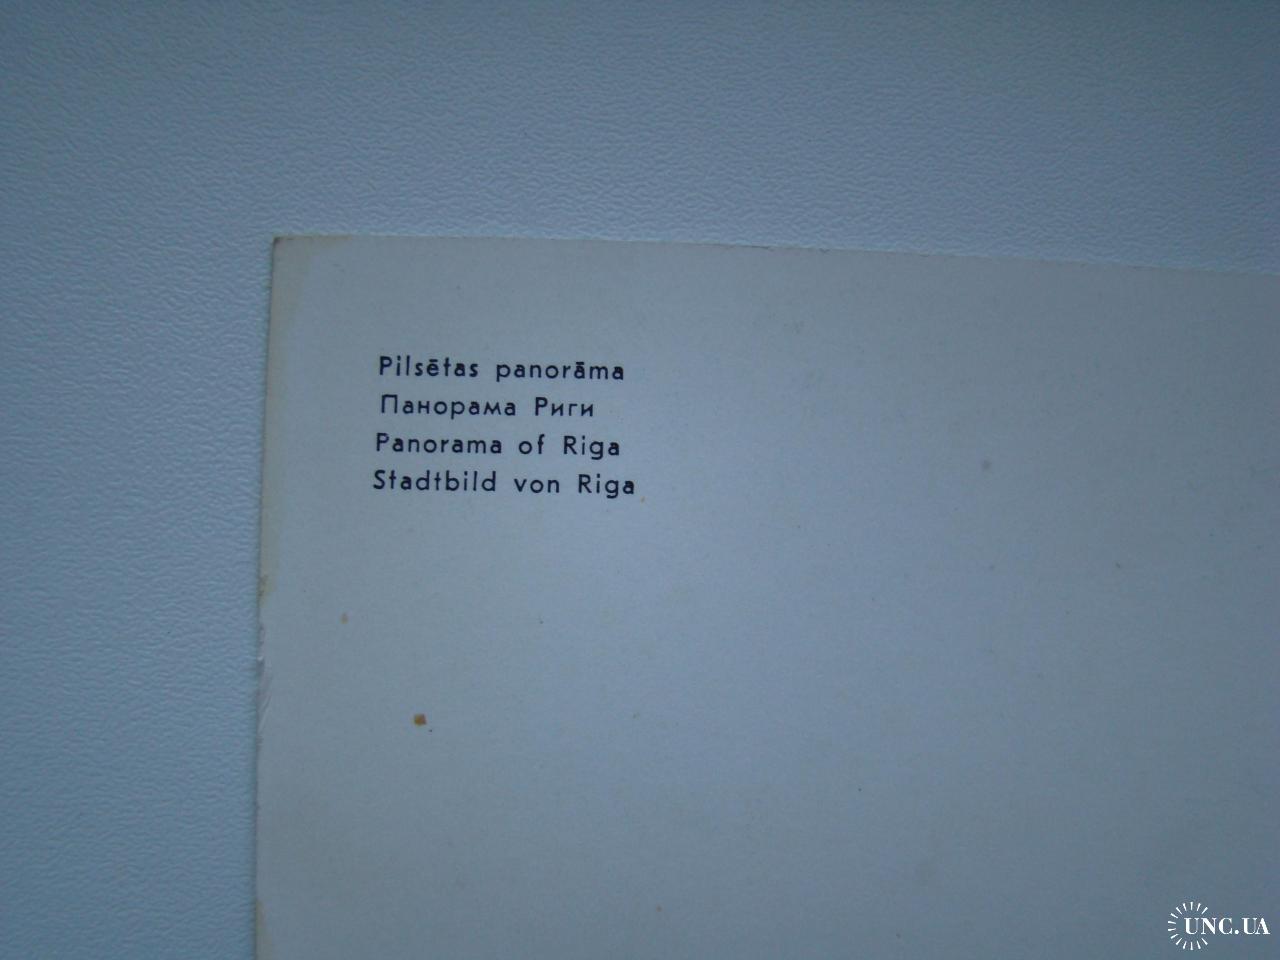 Pilsētas panorāma
Панорама Риги
Panorama of Riga
Stadtbild von Riga
UNC.UA